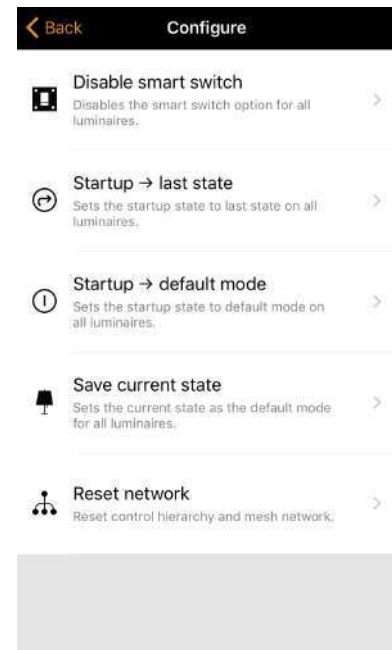 Back
Configure
Disable smart switch
Disables the smart switch option for all
luminaires.
Startup → last state
Sets the startup state to last state on all
luminaires.
Startup → default mode
Sets the startup state to default mode on
all luminaires.
Save current state
Sets the current state as the default mode
for all luminaires.
Reset network
Reset control hierarchy and mesh network.